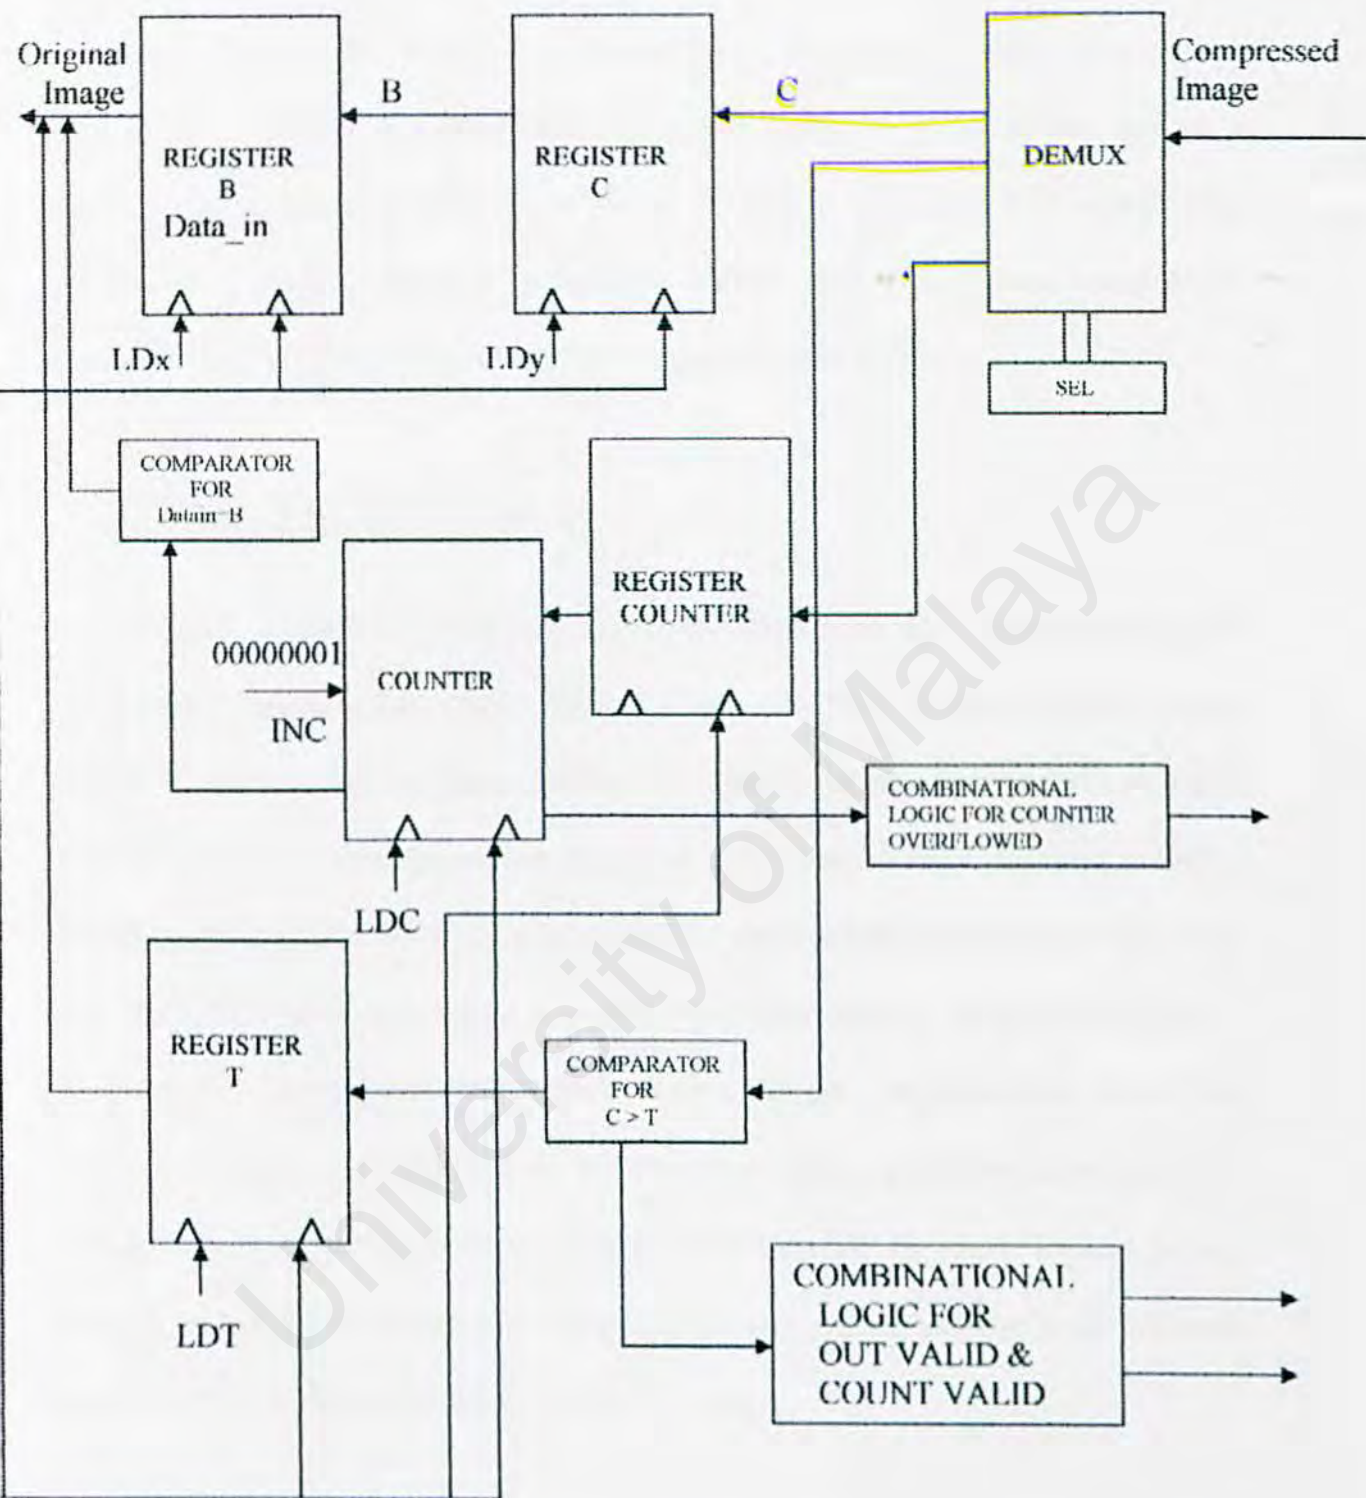 Original
Image
B
C
Compressed
Image
REGISTER
B
Data_in
REGISTER
C
DEMUX
LDx
LDy
SEL
COMPARATOR
FOR
Datain=B
REGISTER
COUNTER
00000001
INC
COUNTER
COMBINATIONAL
LOGIC FOR COUNTER
OVERFLOWED
LDC
REGISTER
T
COMPARATOR
FOR
C > T
LDT
COMBINATIONAL
LOGIC FOR
OUT VALID &
COUNT VALID
University of Malaya